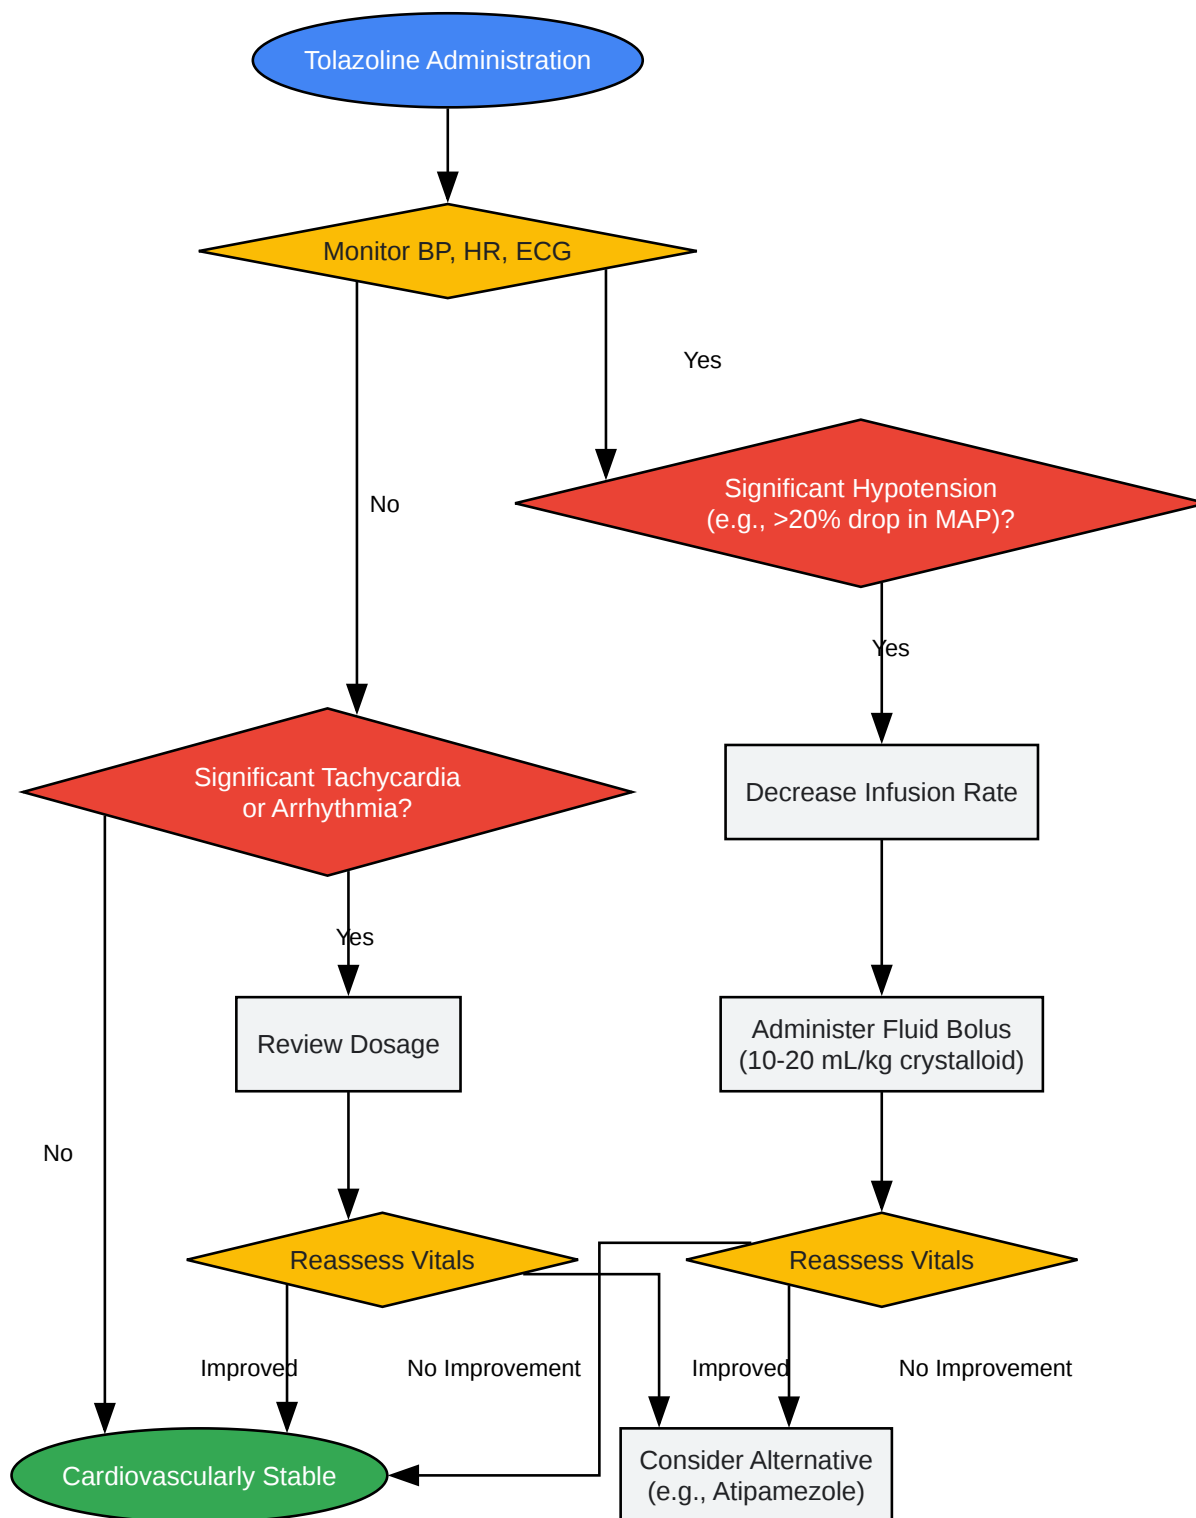 Tolazoline Administration
Monitor BP, HR, ECG
Yes
No
Significant Hypotension
(e.g., >20% drop in MAP)?
Yes
Significant Tachycardia
or Arrhythmia?
Decrease Infusion Rate
Yes
Review Dosage
Administer Fluid Bolus
(10-20 mL/kg crystalloid)
No
Reassess Vitals
Reassess Vitals
Improved
No Improvement
Improved
No Improvement
Cardiovascularly Stable
Consider Alternative
(e.g., Atipamezole)